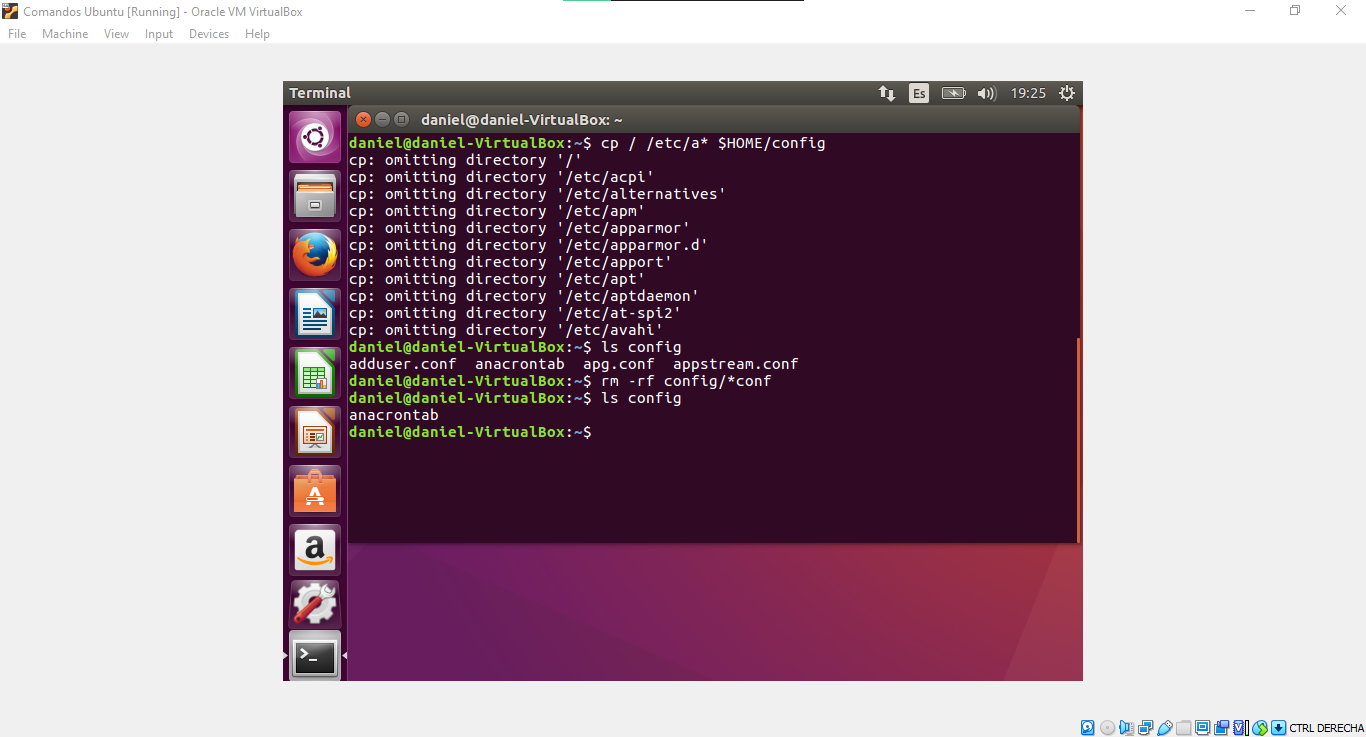 Comandos Ubuntu [Running] - Oracle VM VirtualBox
File Machine View Input Devices Help
Terminal Es 19:25
daniel@daniel-VirtualBox: ~
daniel@daniel-VirtualBox:~$ cp / /etc/a* $HOME/config
cp: omitting directory '/'
cp: omitting directory '/etc/acpi'
cp: omitting directory '/etc/alternatives'
cp: omitting directory '/etc/apm'
cp: omitting directory '/etc/apparmor'
cp: omitting directory '/etc/apparmor.d'
cp: omitting directory '/etc/apport'
cp: omitting directory '/etc/apt'
cp: omitting directory '/etc/aptdaemon'
cp: omitting directory '/etc/at-spi2'
cp: omitting directory '/etc/avahi'
daniel@daniel-VirtualBox:~$ ls config
adduser.conf  anacrontab  apg.conf  appstream.conf
daniel@daniel-VirtualBox:~$ rm -rf config/*conf
daniel@daniel-VirtualBox:~$ ls config
anacrontab
daniel@daniel-VirtualBox:~$
CTRL DERECHA